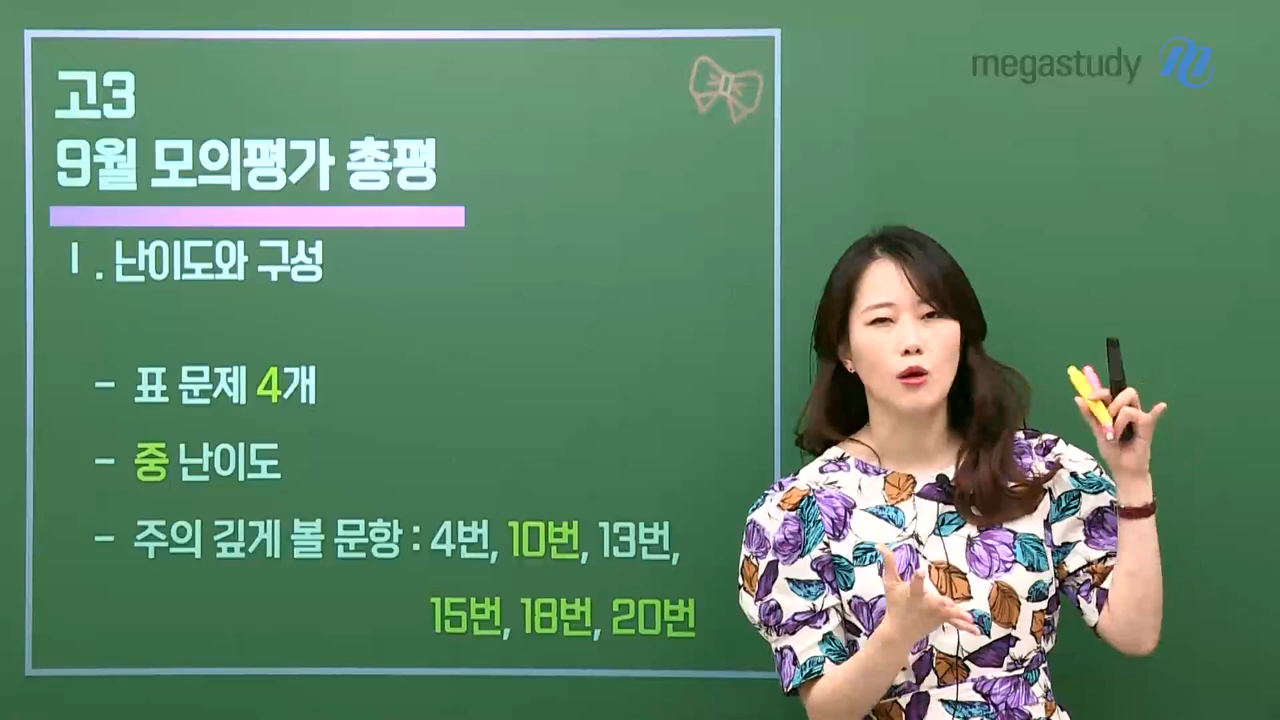 megastudy
고3
9월 모의평가 총평
Ⅰ. 난이도와 구성
- 표 문제 4개
- 중 난이도
- 주의 깊게 볼 문항 : 4번, 10번, 13번,
15번, 18번, 20번